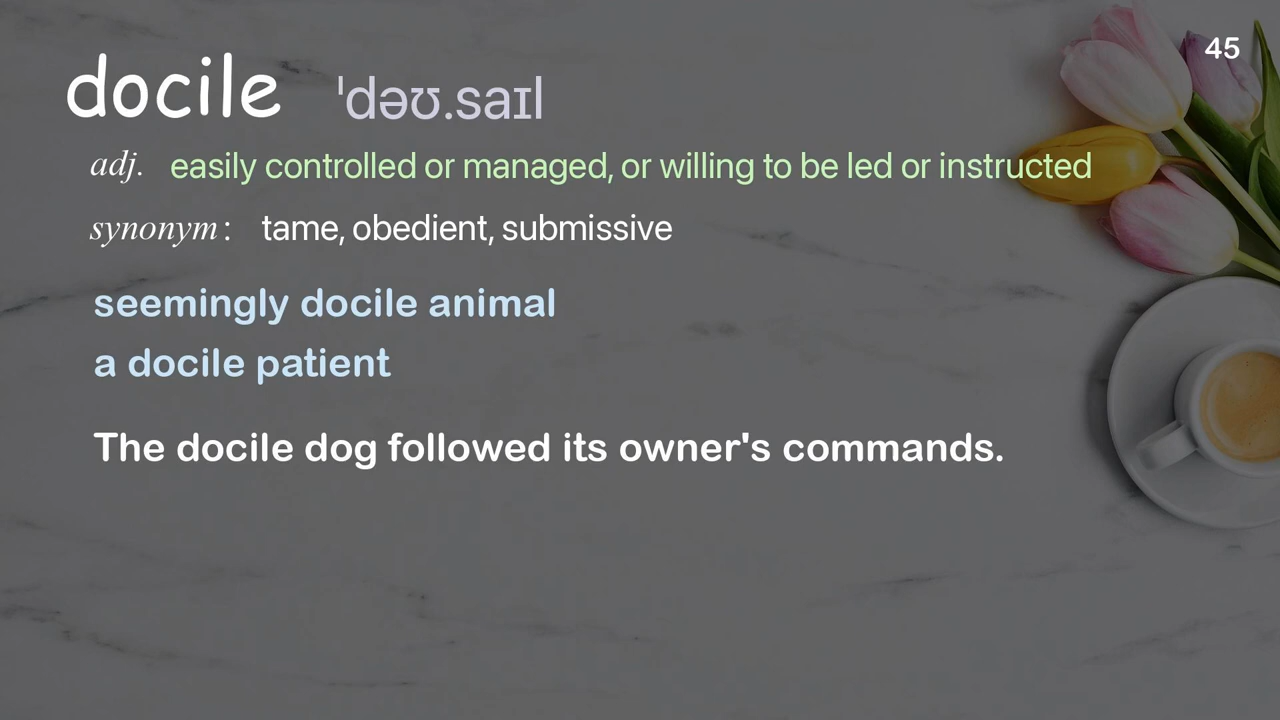 45
docile ˈdəʊ.saɪl
adj. easily controlled or managed, or willing to be led or instructed
synonym : tame, obedient, submissive
seemingly docile animal
a docile patient
The docile dog followed its owner's commands.